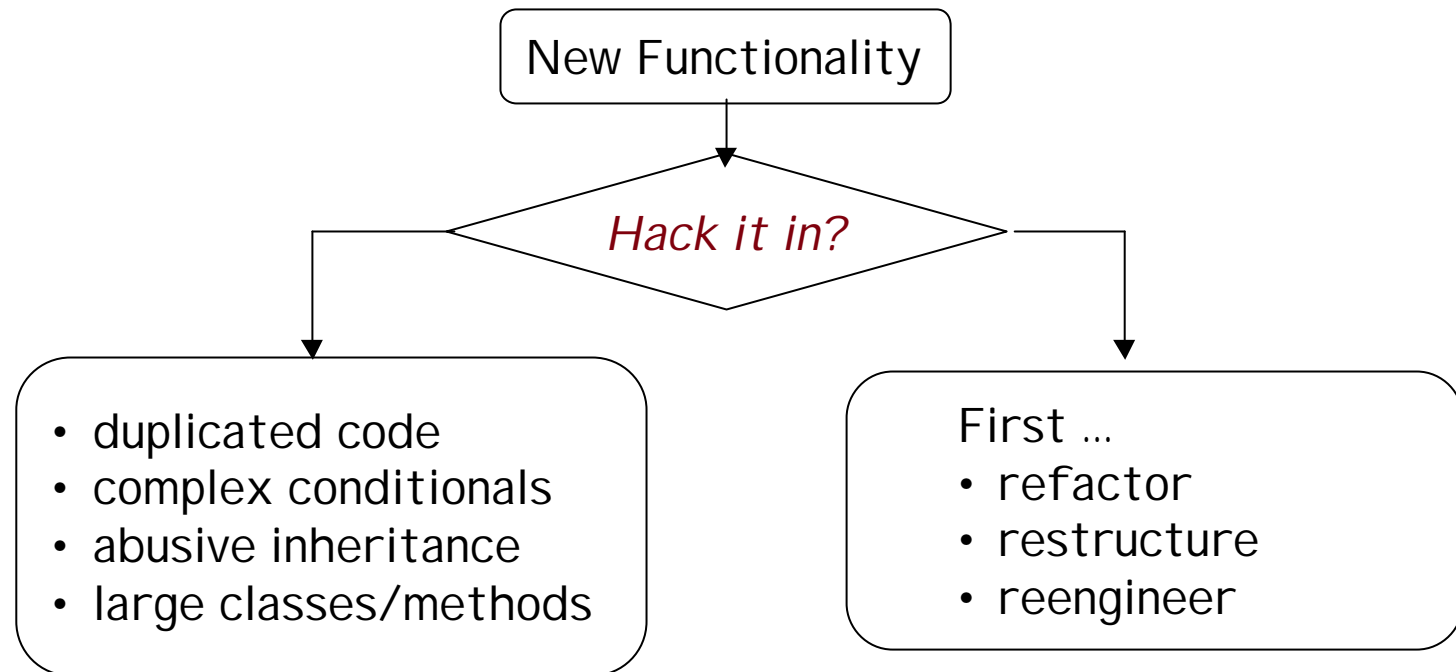 New Functionality
Hack it in?
• duplicated code
• complex conditionals
• abusive inheritance
• large classes/methods
First ...
• refactor
• restructure
• reengineer